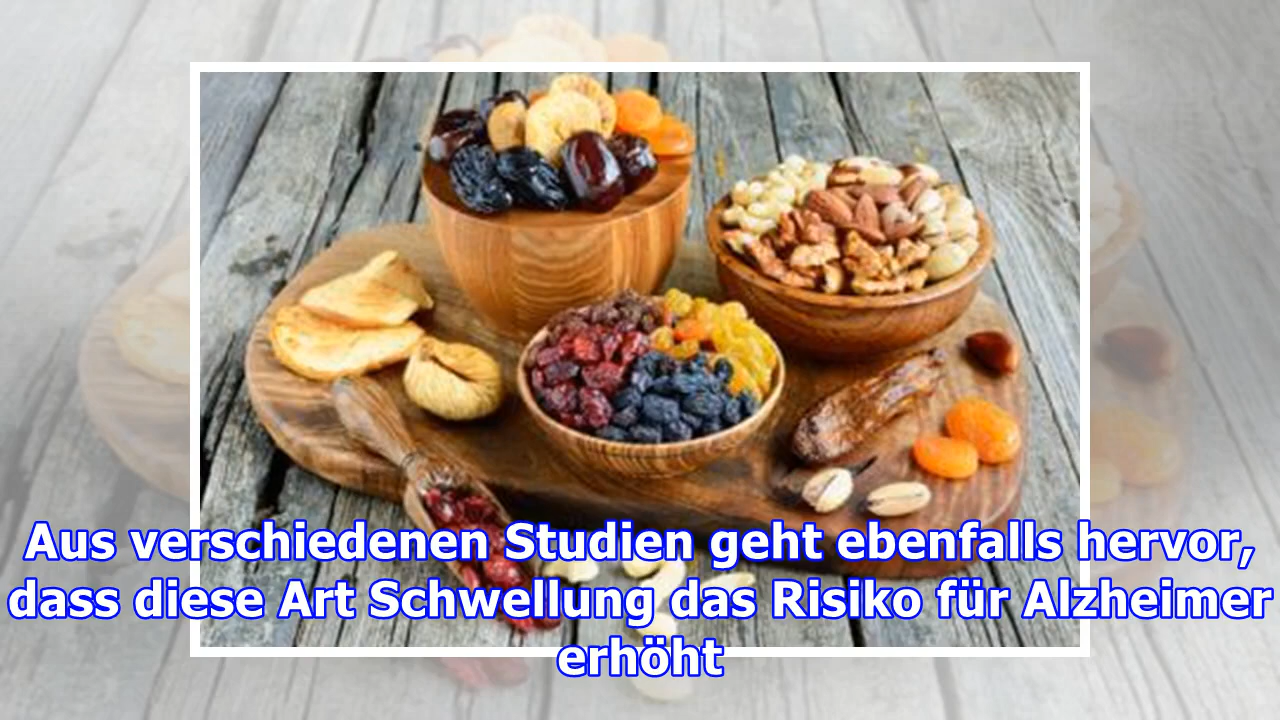 Aus verschiedenen Studien geht ebenfalls hervor,
dass diese Art Schwellung das Risiko für Alzheimer
erhöht